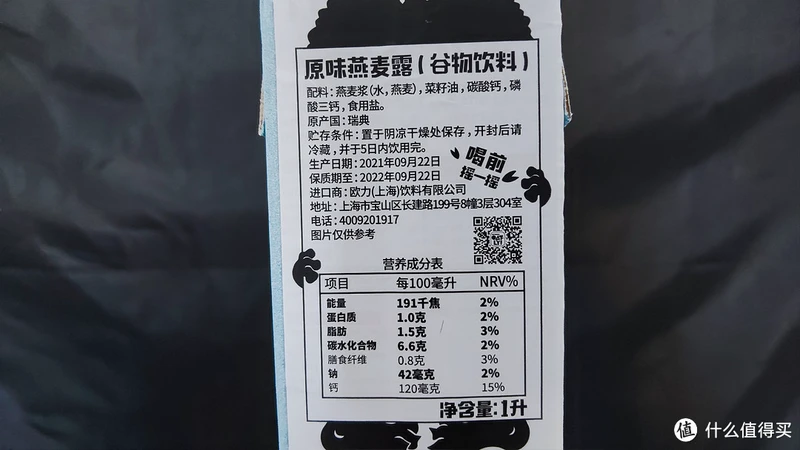 原味燕麦露(谷物饮料)
配料：燕麦浆(水，燕麦)，菜籽油，碳酸钙，磷
酸三钙，食用盐。
原产国：瑞典
贮存条件：置于阴凉干燥处保存，开封后请
冷藏，并于5日内饮用完。
喝前
摇一摇
生产日期：2021年09月22日
保质期至：2022年09月22日
进口商：欧力(上海)饮料有限公司
地址：上海市宝山区长建路199号8幢3层304室
电话：4009201917
图片仅供参考
营养成分表
项目 每100毫升 NRV%
能量 191千焦 2%
蛋白质 1.0克 2%
脂肪 1.5克 3%
碳水化合物 6.6克 2%
膳食纤维 0.8克 3%
钠 42毫克 2%
钙 120毫克 15%
净含量:1升
值 什么值得买